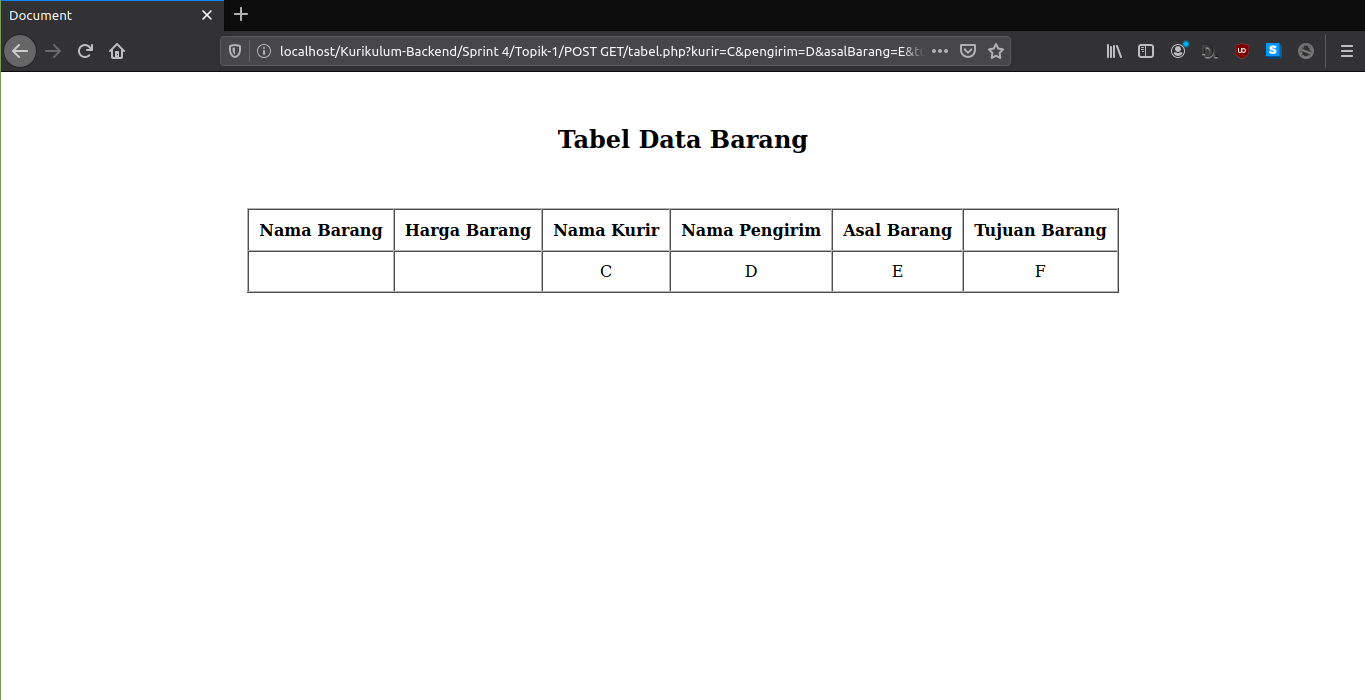 Document
localhost/Kurikulum-Backend/Sprint 4/Topik-1/POST GET/tabel.php?kurir=C&pengirim=D&asalBarang=E&
Tabel Data Barang
Nama Barang Harga Barang Nama Kurir Nama Pengirim Asal Barang Tujuan Barang
C D E F